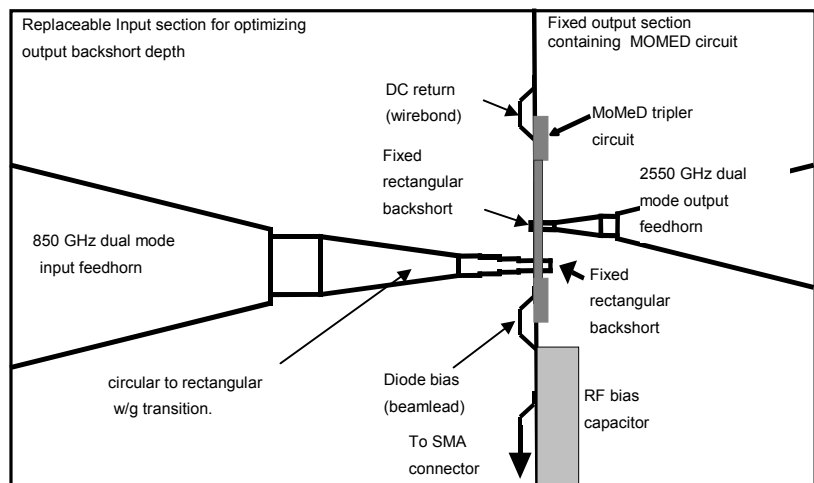 Replaceable Input section for optimizing
output backshort depth
Fixed output section
containing MOMED circuit
DC return
(wirebond)
MoMeD tripler
circuit
Fixed
rectangular
backshort
2550 GHz dual
mode output
feedhorn
850 GHz dual mode
input feedhorn
Fixed
rectangular
backshort
circular to rectangular
w/g transition.
Diode bias
(beamlead)
RF bias
capacitor
To SMA
connector